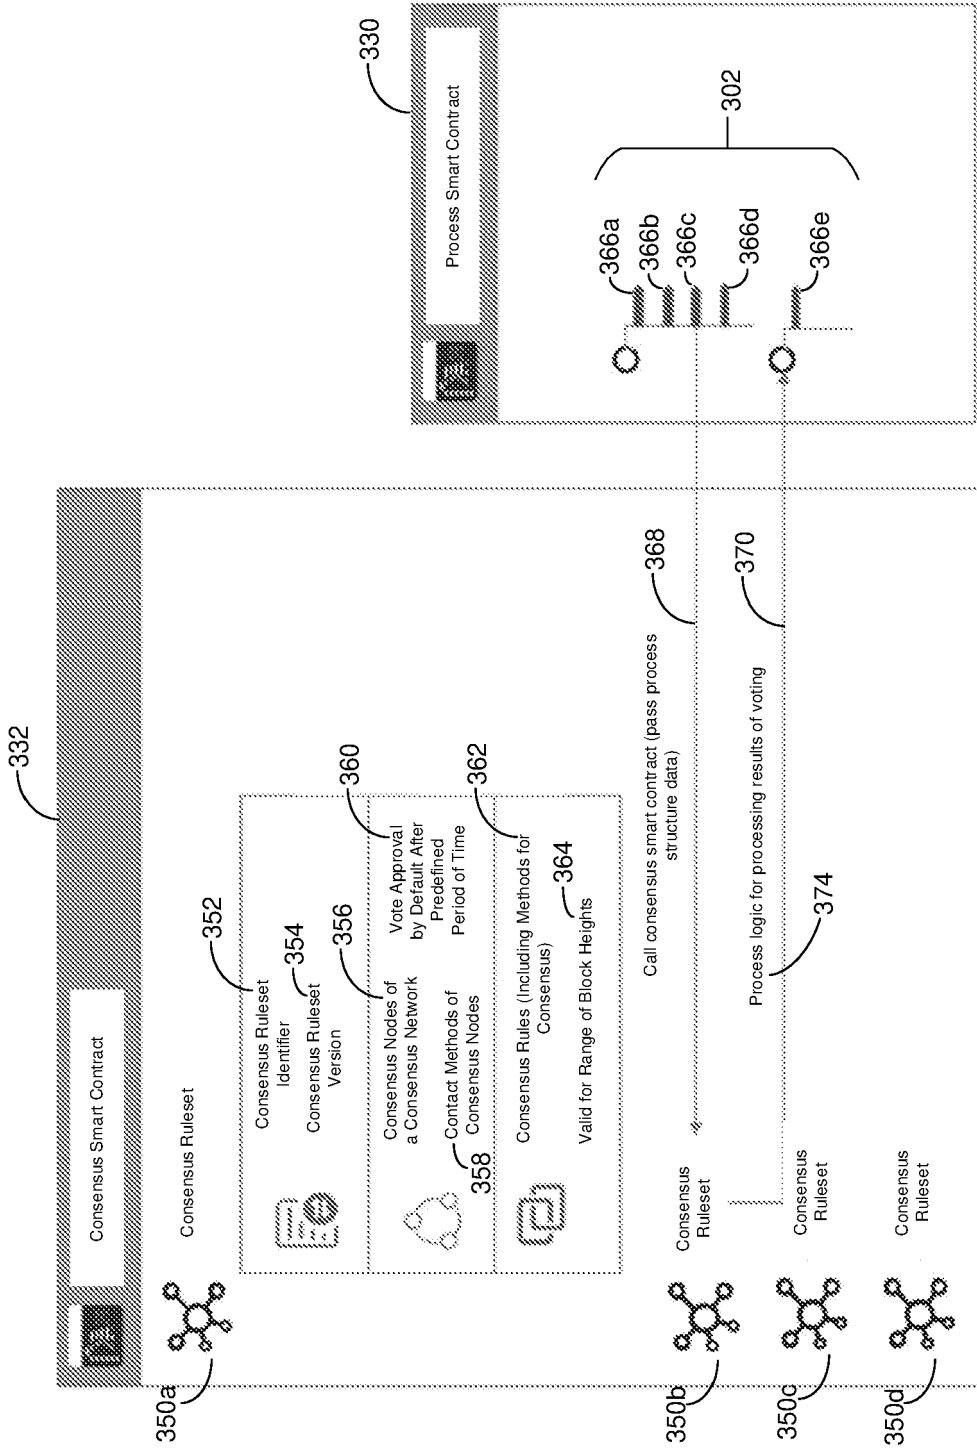 332
Consensus Smart Contract
350a
Consensus Ruleset
Consensus Ruleset
Identifier
352
Consensus Ruleset
Version
354
Consensus Nodes of
a Consensus Network
356
Contact Methods of
Consensus Nodes
358
Vote Approval
by Default After
Predefined
Period of Time
360
Consensus Rules (Including Methods for
Consensus)
362
Valid for Range of Block Heights
364
350b
Consensus
Ruleset
Call consensus smart contract (pass process
structure data)
368
Process logic for processing results of voting
370
374
350c
Consensus
Ruleset
350d
Consensus
Ruleset
330
Process Smart Contract
366a
366b
366c
366d
366e
302